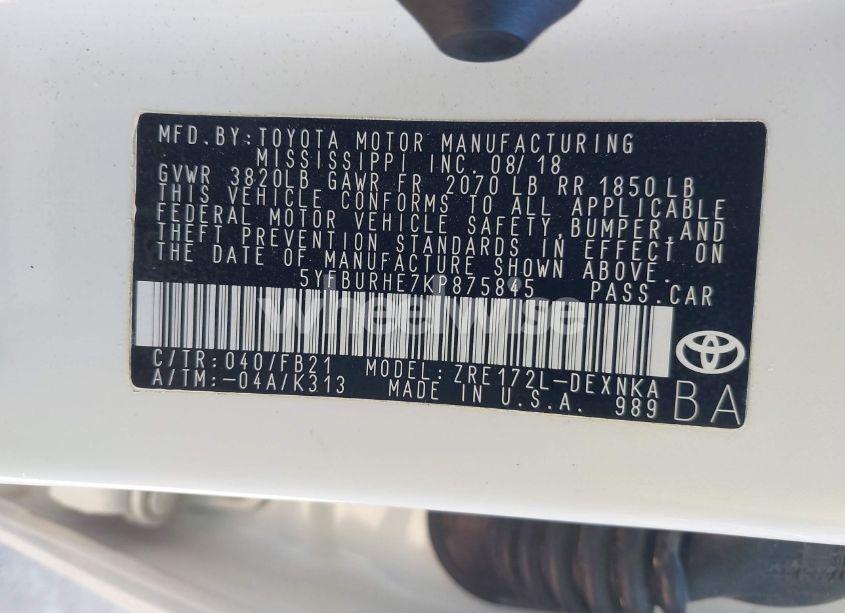 MFD.BY:TOYOTA MOTOR MANUFACTURING
MISSISSIPPI INC. 08/18
GVWR 3820LB GAWR FR 2070 LB RR 1850 LB
THIS VEHICLE CONFORMS TO ALL APPLICABLE
FEDERAL MOTOR VEHICLE SAFETY,BUMPER,AND
THEFT PREVENTION STANDARDS IN EFFECT ON
THE DATE OF MANUFACTURE SHOWN ABOVE.
5YFBURHE7KP875845 PASS.CAR
wheelwise
C/TR: 040/FB21 MODEL: ZRE172L-DEXNKA
A/TM:-04A/K313 MADE IN U.S.A. 989 BA